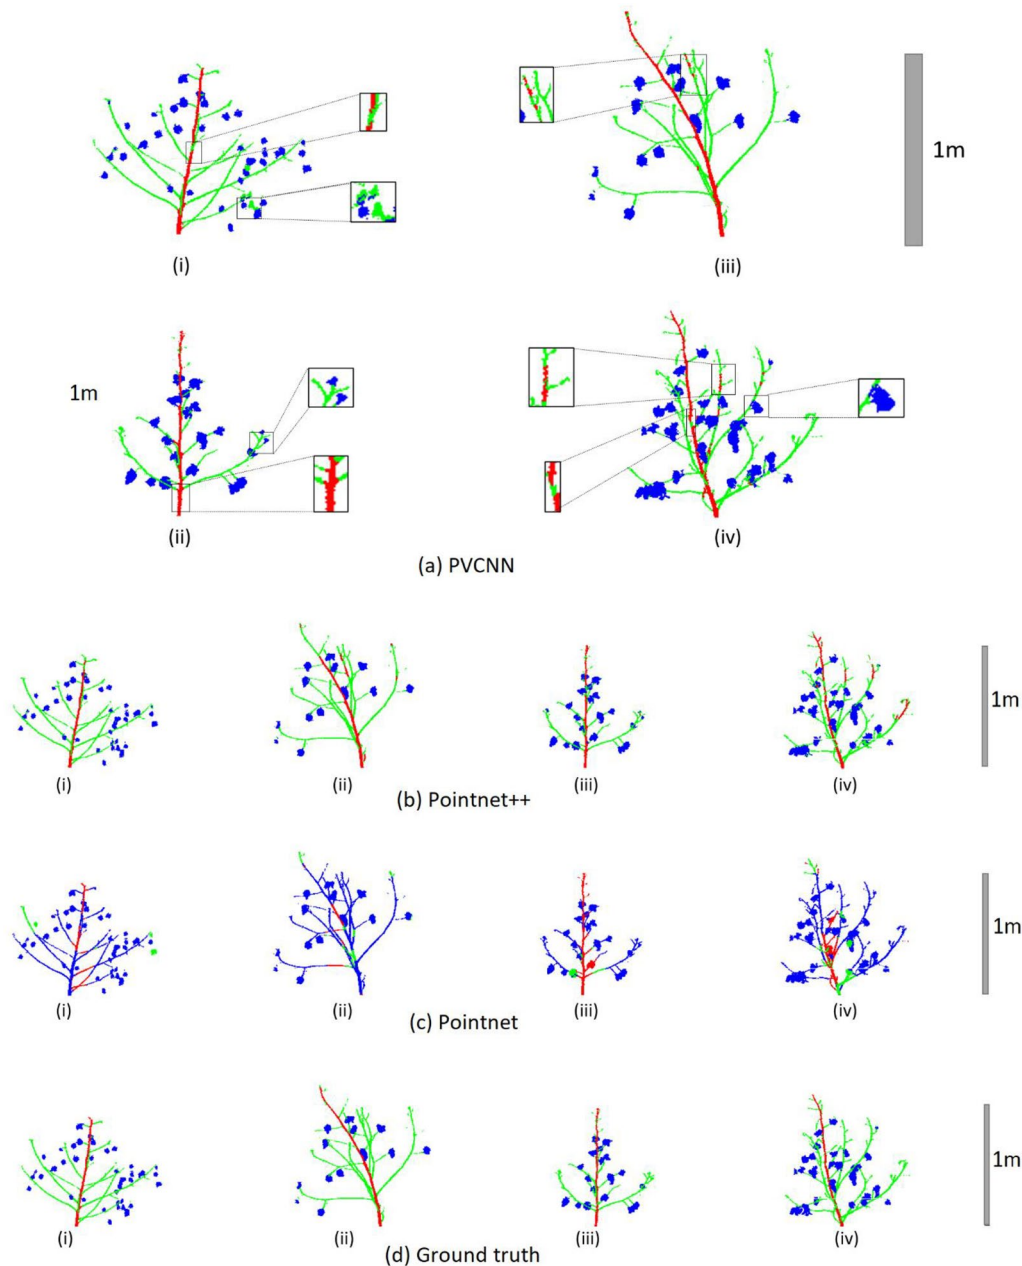 1m
(i)
(iii)
1m
(ii)
(iv)
(a) PVCNN
1m
(i)
(ii)
(iii)
(iv)
(b) Pointnet++
1m
(i)
(ii)
(iii)
(iv)
(c) Pointnet
1m
(i)
(ii)
(iii)
(iv)
(d) Ground truth